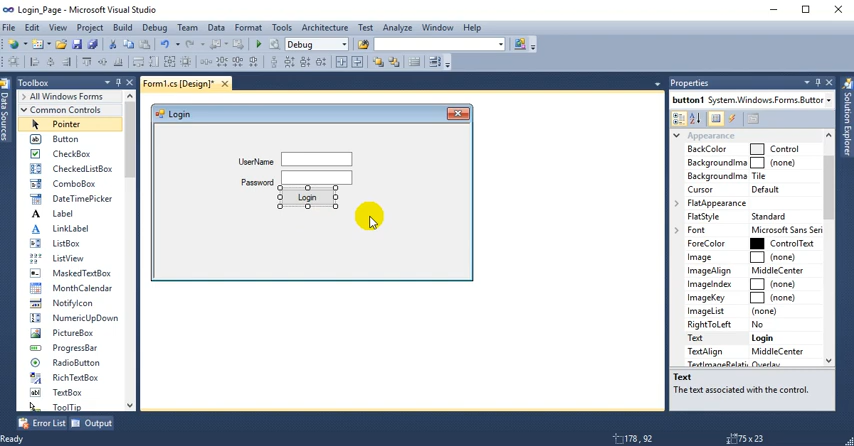 Login_Page - Microsoft Visual Studio
File Edit View Project Build Debug Team Data Format Tools Architecture Test Analyze Window Help
Debug
Toolbox
All Windows Forms
Common Controls
Pointer
Button
CheckBox
CheckedListBox
ComboBox
DateTimePicker
Label
LinkLabel
ListBox
ListView
MaskedTextBox
MonthCalendar
NotifyIcon
NumericUpDown
PictureBox
ProgressBar
RadioButton
RichTextBox
TextBox
ToolTip
Data Sources
Form1.cs [Design]*
Login
UserName
Password
Login
Properties
button1 System.Windows.Forms.Button
Appearance
BackColor Control
BackgroundIma (none)
BackgroundIma Tile
Cursor Default
FlatAppearance
FlatStyle Standard
Font Microsoft Sans Seri
ForeColor ControlText
Image (none)
ImageAlign MiddleCenter
ImageIndex (none)
ImageKey (none)
ImageList (none)
RightToLeft No
Text Login
TextAlign MiddleCenter
TextImageRelati Overlay
Text
The text associated with the control.
Solution Explorer
Error List Output
Ready 178 , 92 75 x 23